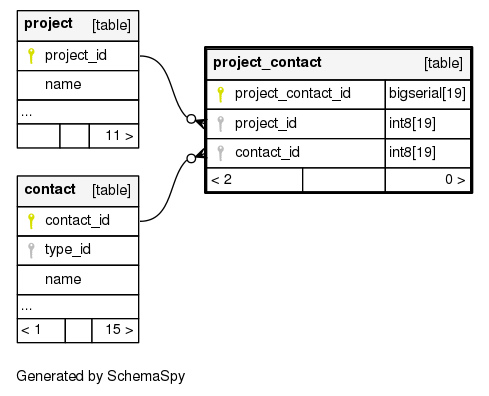 project [table]
project_id
name
...
11 >
project_contact [table]
project_contact_id bigserial[19]
project_id int8[19]
contact_id int8[19]
< 2 0 >
contact [table]
contact_id
type_id
name
...
< 1 15 >
Generated by SchemaSpy